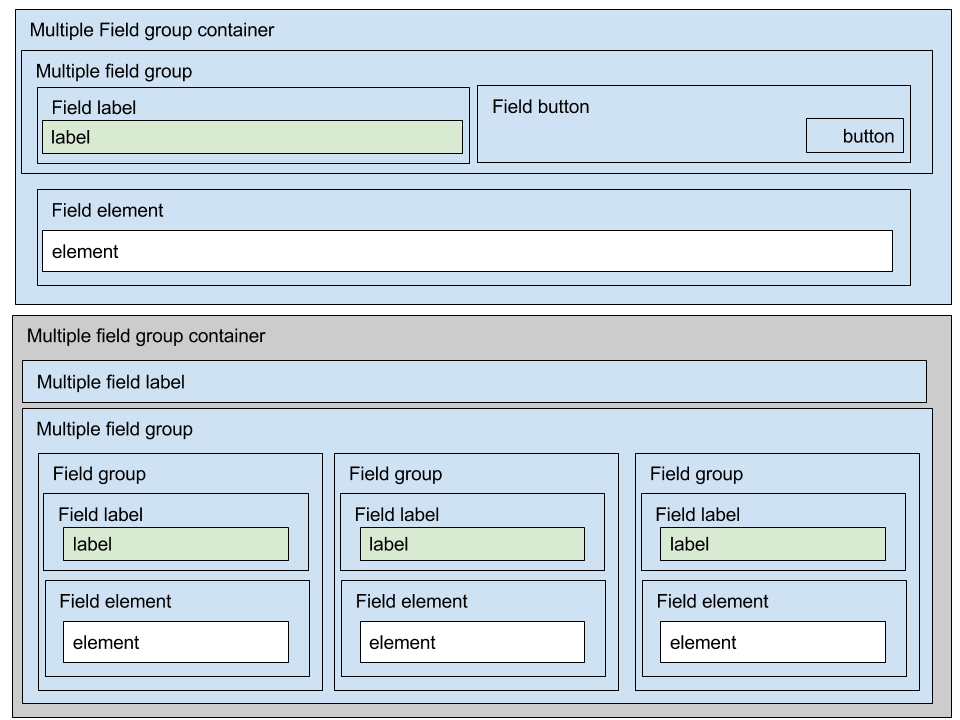 Multiple Field group container
Multiple field group
Field label
label
Field button
button
Field element
element
Multiple field group container
Multiple field label
Multiple field group
Field group
Field group
Field group
Field label
Field label
Field label
label
label
label
Field element
Field element
Field element
element
element
element